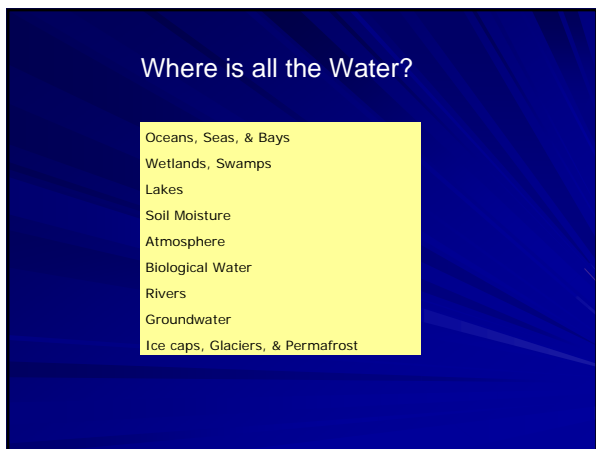 Where is all the Water?
Oceans, Seas, & Bays
Wetlands, Swamps
Lakes
Soil Moisture
Atmosphere
Biological Water
Rivers
Groundwater
Ice caps, Glaciers, & Permafrost